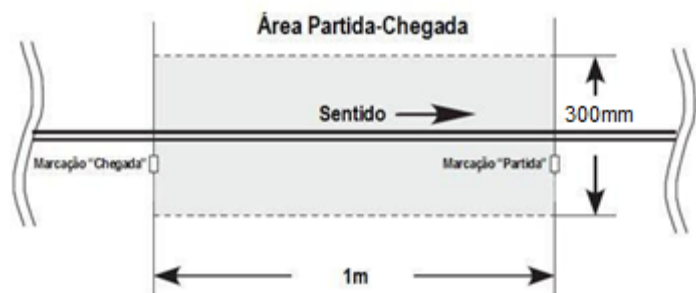 Área Partida-Chegada
Sentido
300mm
Marcação "Chegada"
Marcação "Partida"
1m